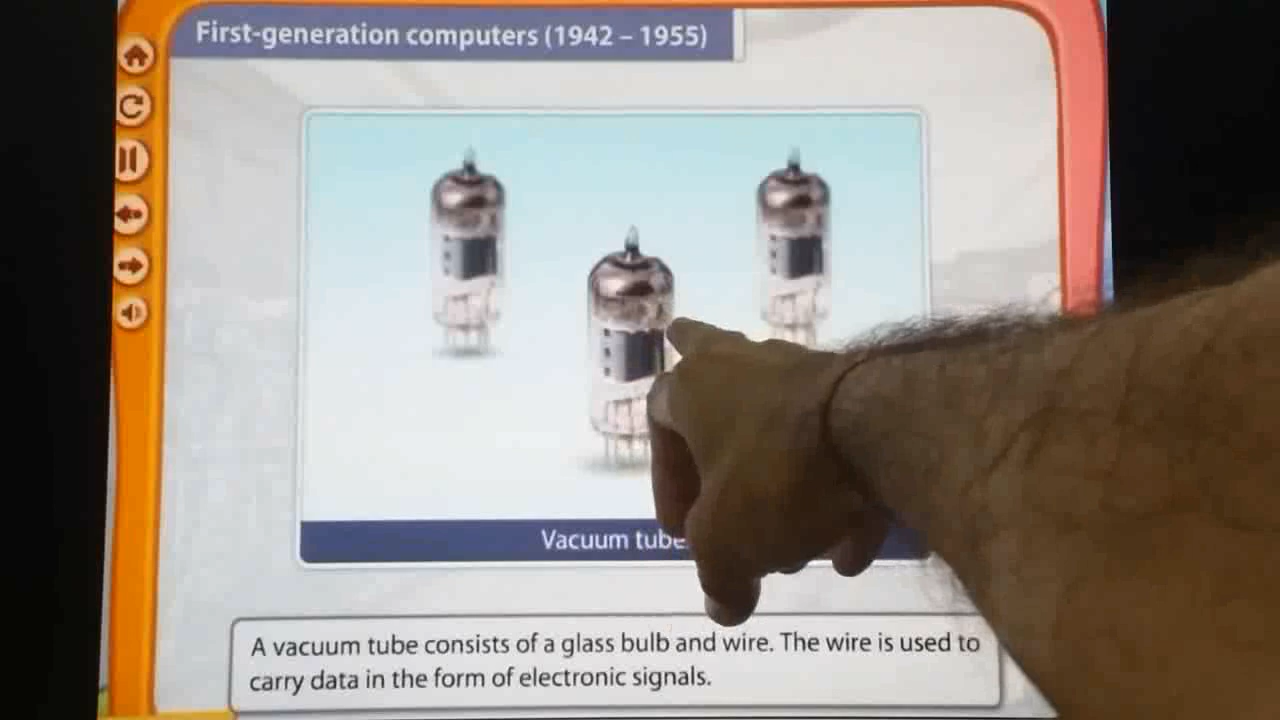 First-generation computers (1942 – 1955)
Vacuum tube
A vacuum tube consists of a glass bulb and wire. The wire is used to
carry data in the form of electronic signals.